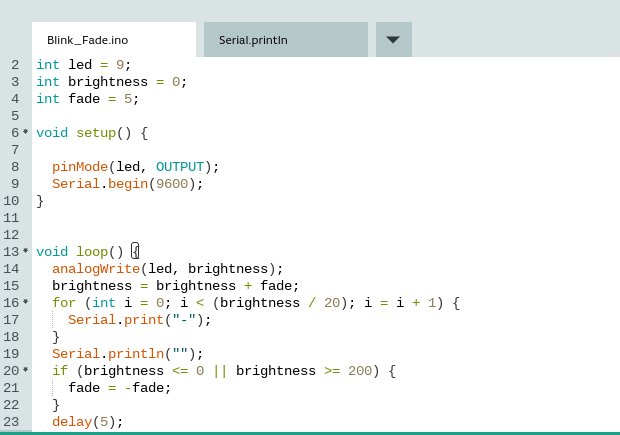 Blink_Fade.ino
Serial.println
2 int led = 9;
3 int brightness = 0;
4 int fade = 5;
5
6 void setup() {
7
8 pinMode(led, OUTPUT);
9 Serial.begin(9600);
10 }
11
12
13 void loop() {
14 analogWrite(led, brightness);
15 brightness = brightness + fade;
16 for (int i = 0; i < (brightness / 20); i = i + 1) {
17 Serial.print("-");
18 }
19 Serial.println("");
20 if (brightness <= 0 || brightness >= 200) {
21 fade = -fade;
22 }
23 delay(5);